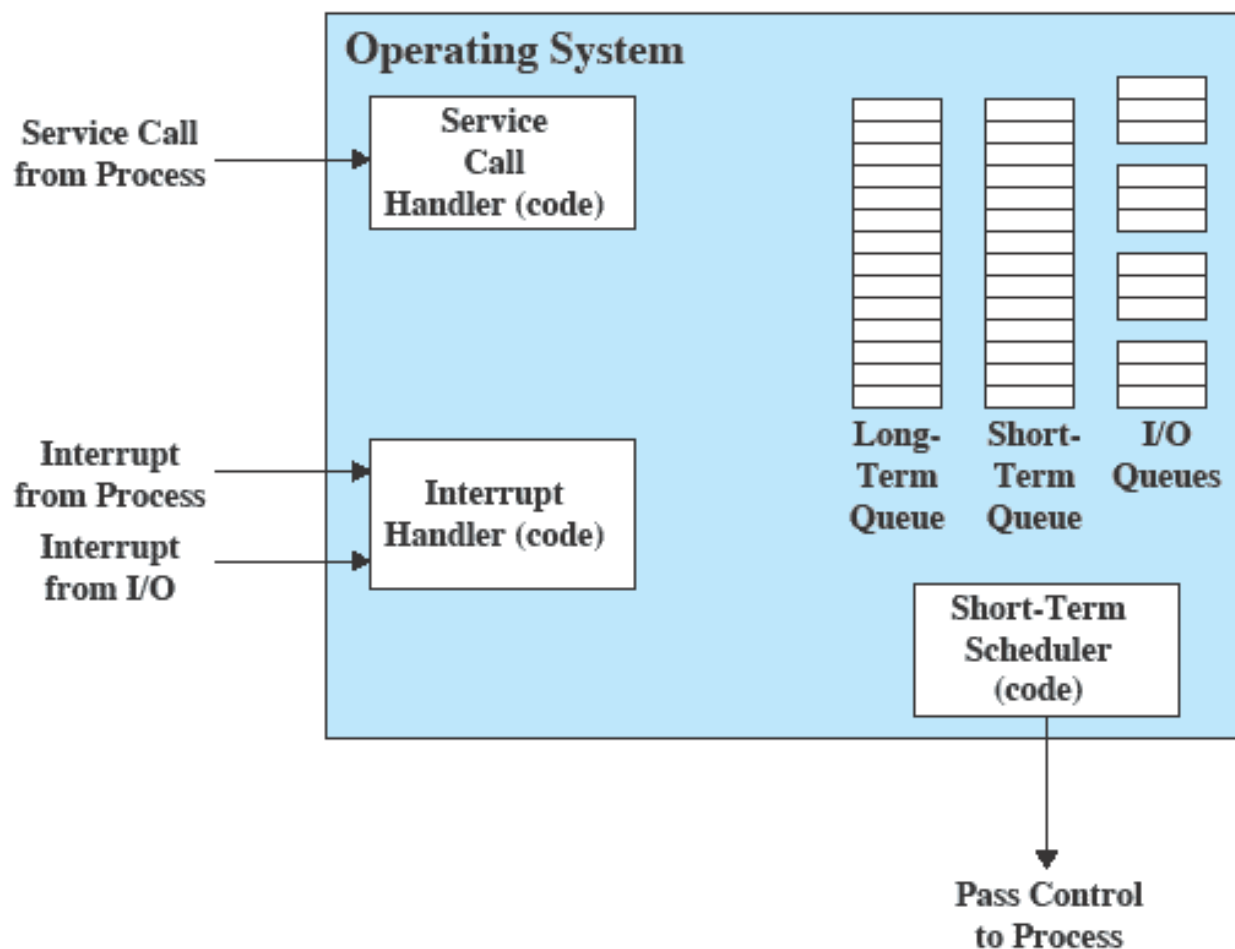 Operating System
Service Call
from Process
Service
Call
Handler (code)
Interrupt
from Process
Interrupt
from I/O
Interrupt
Handler (code)
Long-
Term
Queue
Short-
Term
Queue
I/O
Queues
Short-Term
Scheduler
(code)
Pass Control
to Process